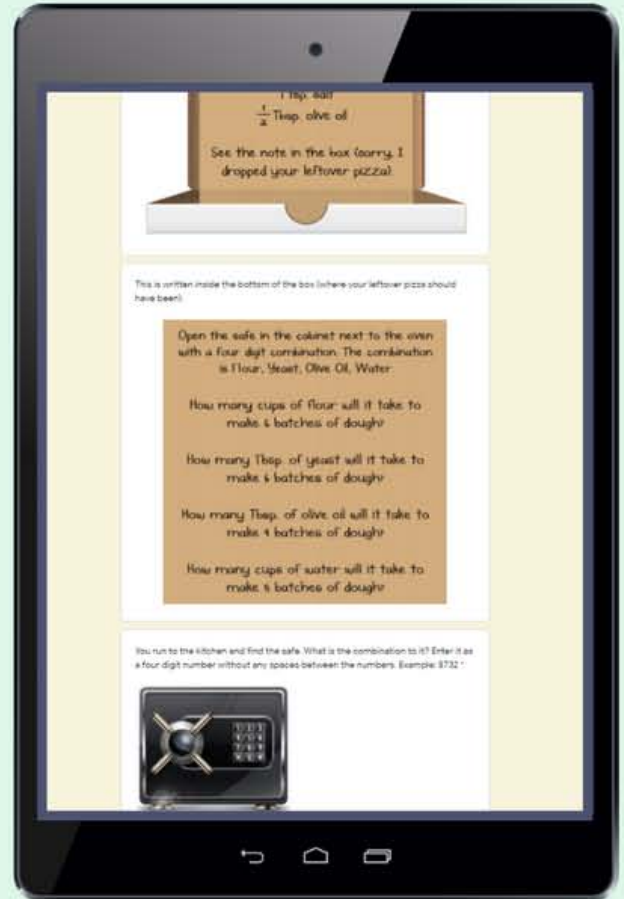 1 Tsp. salt
1/2 Tbsp. olive oil
See the note in the box (sorry, I
dropped your leftover pizza).
This is written inside the bottom of the box (where your leftover pizza should
have been).
Open the safe in the cabinet next to the oven
with a four digit combination. The combination
is Flour, Yeast, Olive Oil, Water
How many cups of flour will it take to
make 6 batches of dough?
How many Tbsp. of yeast will it take to
make batches of dough?
How many Tbsp. of olive oil will it take to
make batches of dough?
How many cups of water will it take to
make batches of dough?
You run to the kitchen and find the safe. What is the combination to it? Enter it as
a four digit number without any spaces between the numbers. Example: 8732 *